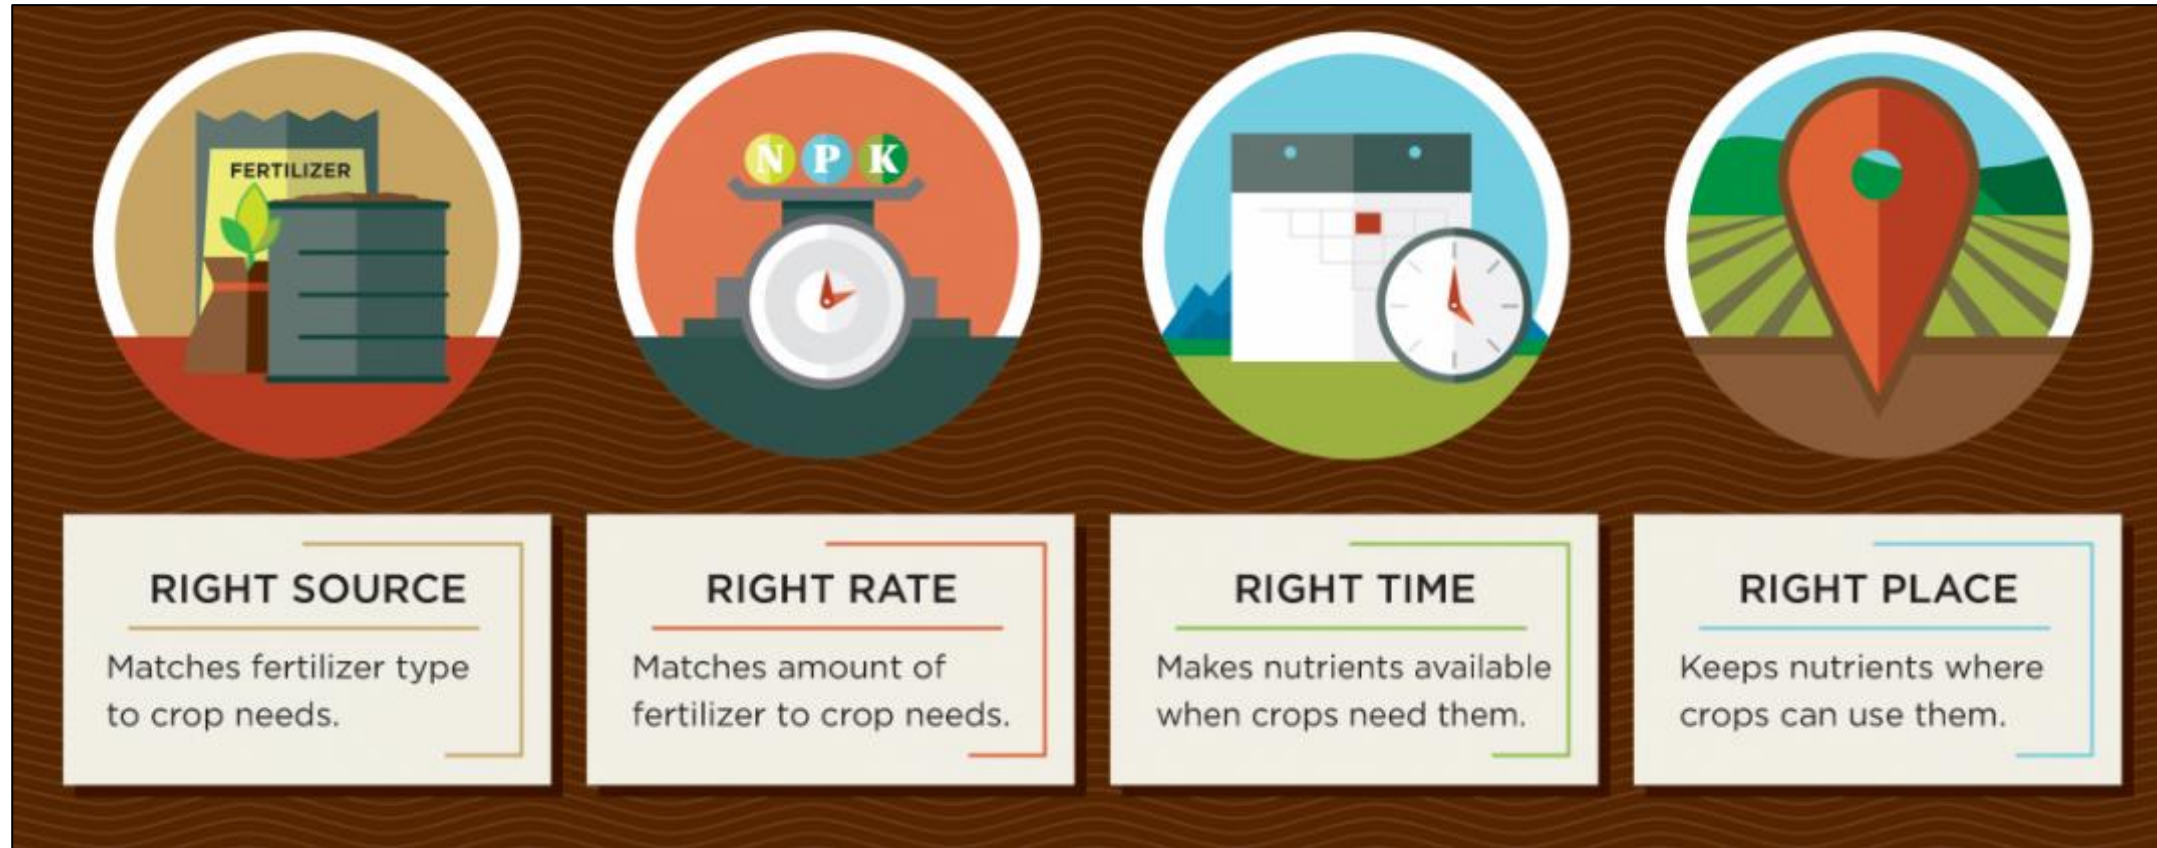 FERTILIZER
N P K
RIGHT SOURCE
Matches fertilizer type
to crop needs.
RIGHT RATE
Matches amount of
fertilizer to crop needs.
RIGHT TIME
Makes nutrients available
when crops need them.
RIGHT PLACE
Keeps nutrients where
crops can use them.